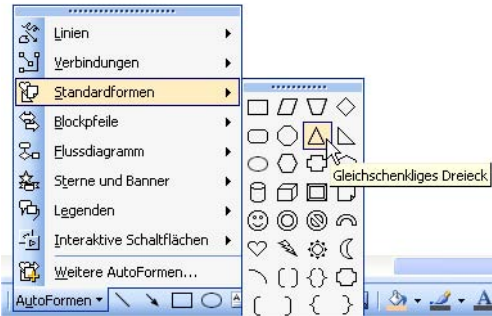 Linien
Verbindungen
Standardformen
Blockpfeile
Flussdiagramm
Sterne und Banner
Legenden
Interaktive Schaltflächen
Weitere AutoFormen...
AutoFormen
Gleichschenkliges Dreieck
A